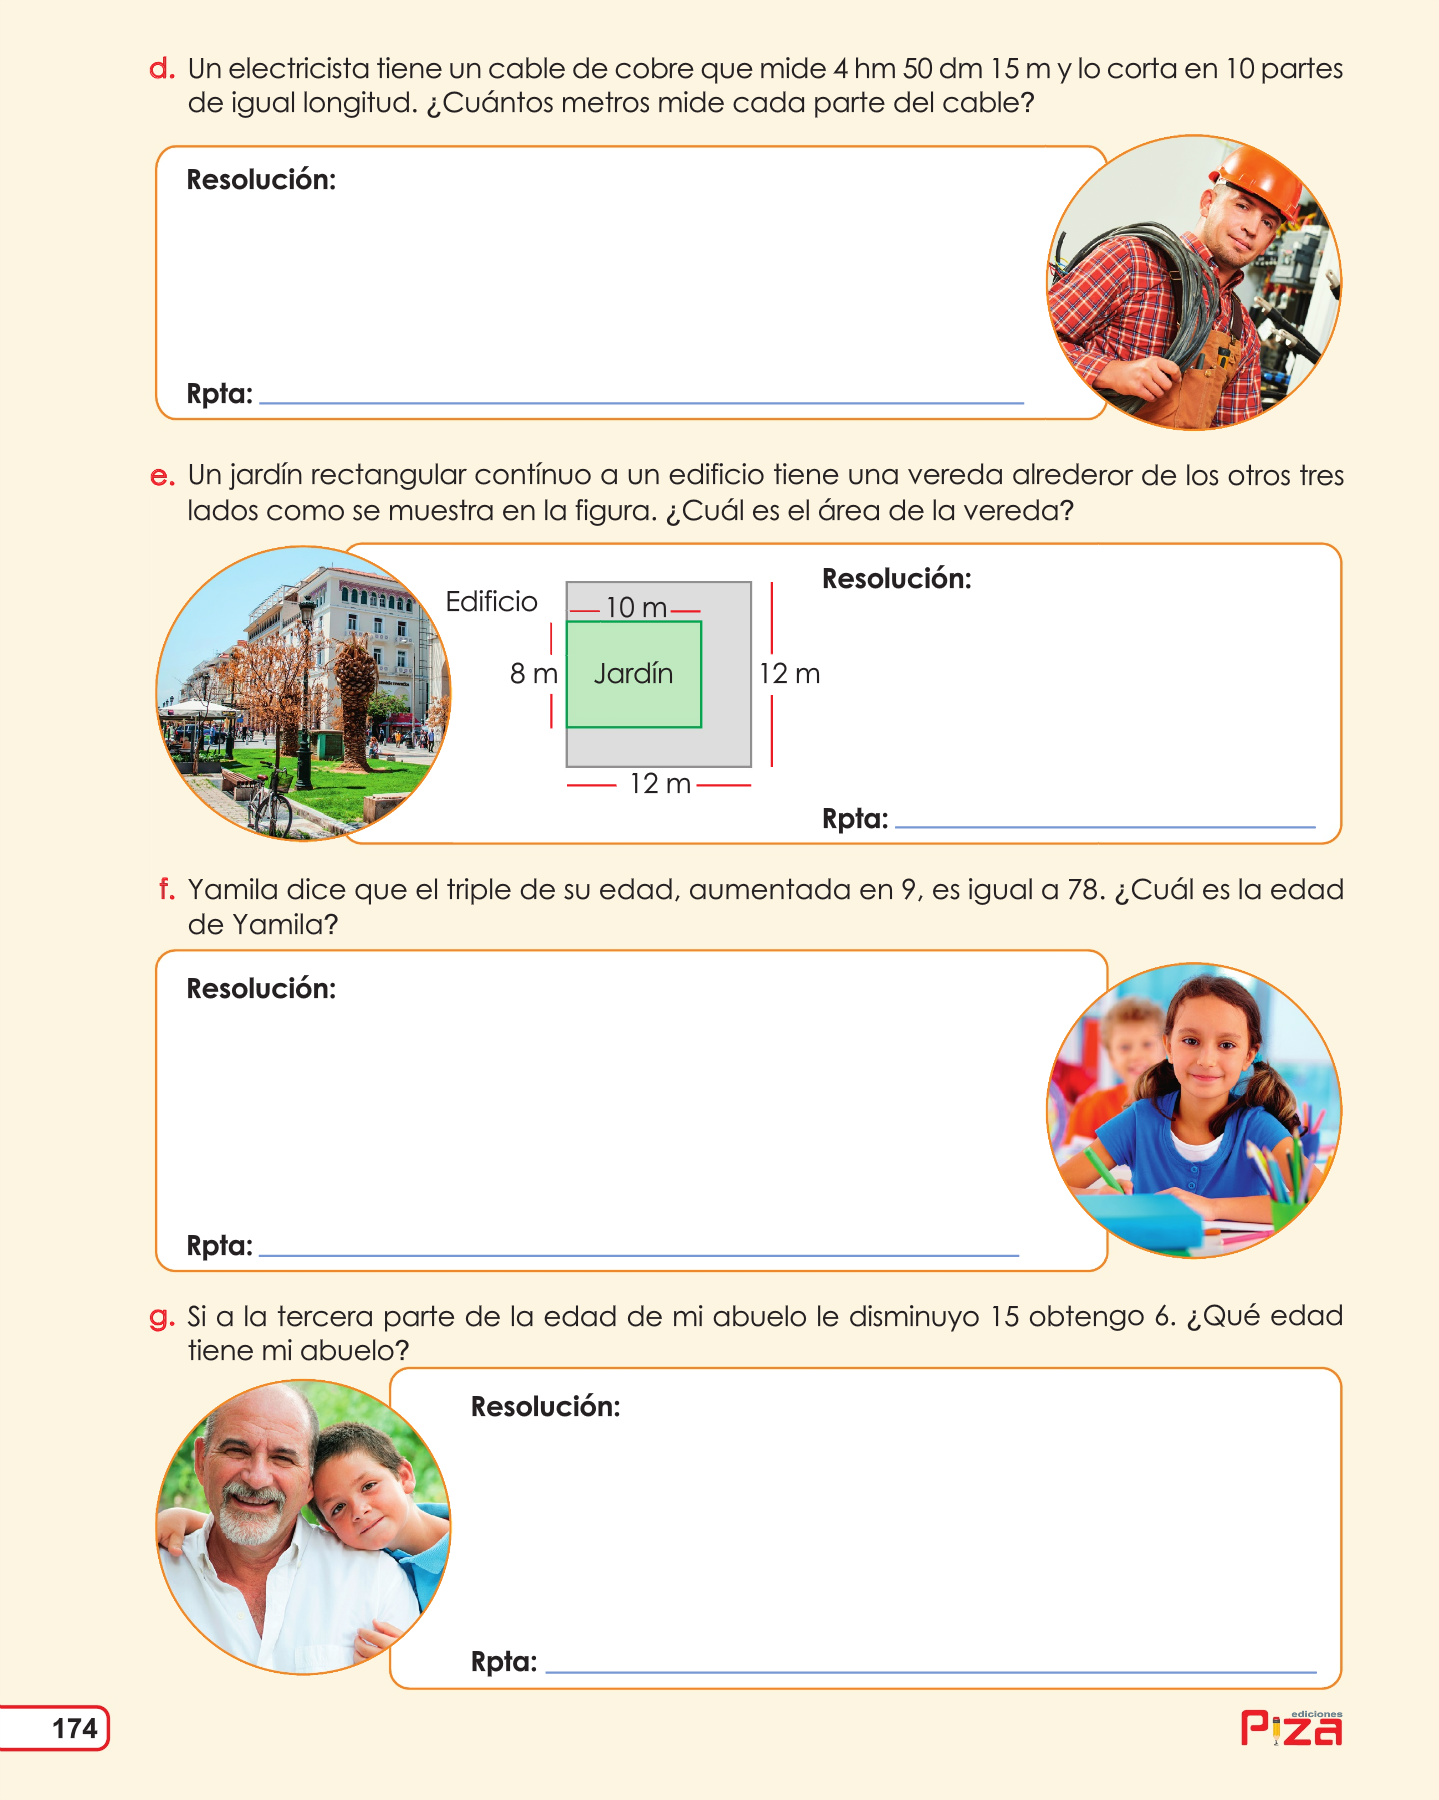 d. Un electricista tiene un cable de cobre que mide 4 hm 50 dm 15 m y lo corta en 10 partes
de igual longitud. ¿Cuántos metros mide cada parte del cable?
Resolución:
Rpta:
e. Un jardín rectangular contínuo a un edificio tiene una vereda alrederor de los otros tres
lados como se muestra en la figura. ¿Cuál es el área de la vereda?
Resolución:
Edificio
10 m
8 m
Jardín
12 m
12 m
Rpta:
f. Yamila dice que el triple de su edad, aumentada en 9, es igual a 78. ¿Cuál es la edad
de Yamila?
Resolución:
Rpta:
g. Si a la tercera parte de la edad de mi abuelo le disminuyo 15 obtengo 6. ¿Qué edad
tiene mi abuelo?
Resolución:
Rpta:
174
ediciones
Piza